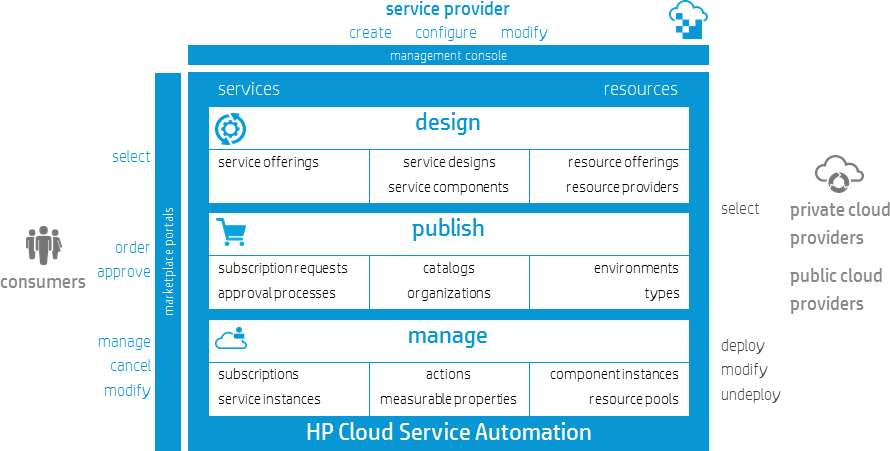 service provider
create configure modify
management console
services resources
design
service offerings service designs resource offerings
service components resource providers
publish
subscription requests catalogs environments
approval processes organizations types
manage
subscriptions actions component instances
service instances measurable properties resource pools
HP Cloud Service Automation
marketplace portals
select
order
approve
manage
cancel
modify
consumers
select
deploy
modify
undeploy
private cloud
providers
public cloud
providers